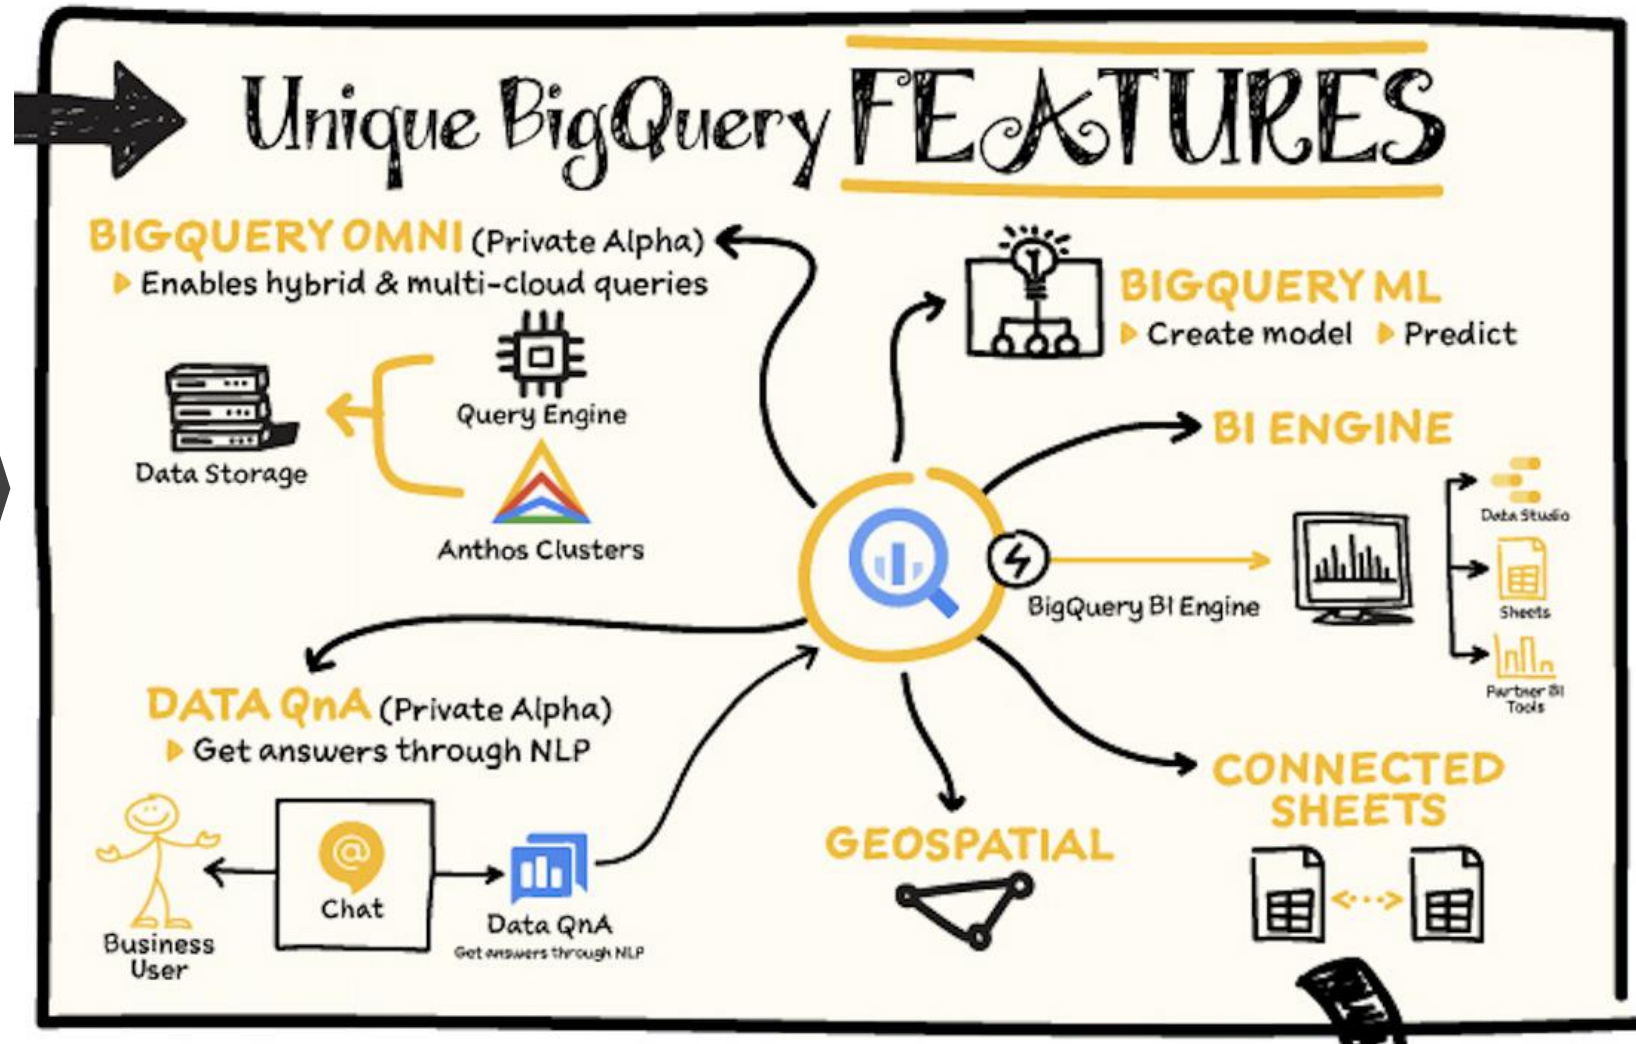 Unique BigQuery FEATURES
BIGQUERY OMNI (Private Alpha)
Enables hybrid & multi-cloud queries
Query Engine
Data Storage
Anthos Clusters
BIGQUERY ML
Create model Predict
BI ENGINE
BigQuery BI Engine
Data Studio
Sheets
Partner BI
Tools
DATA QnA (Private Alpha)
Get answers through NLP
@
Chat
Business
User
Data QnA
Get answers through NLP
GEOSPATIAL
CONNECTED
SHEETS